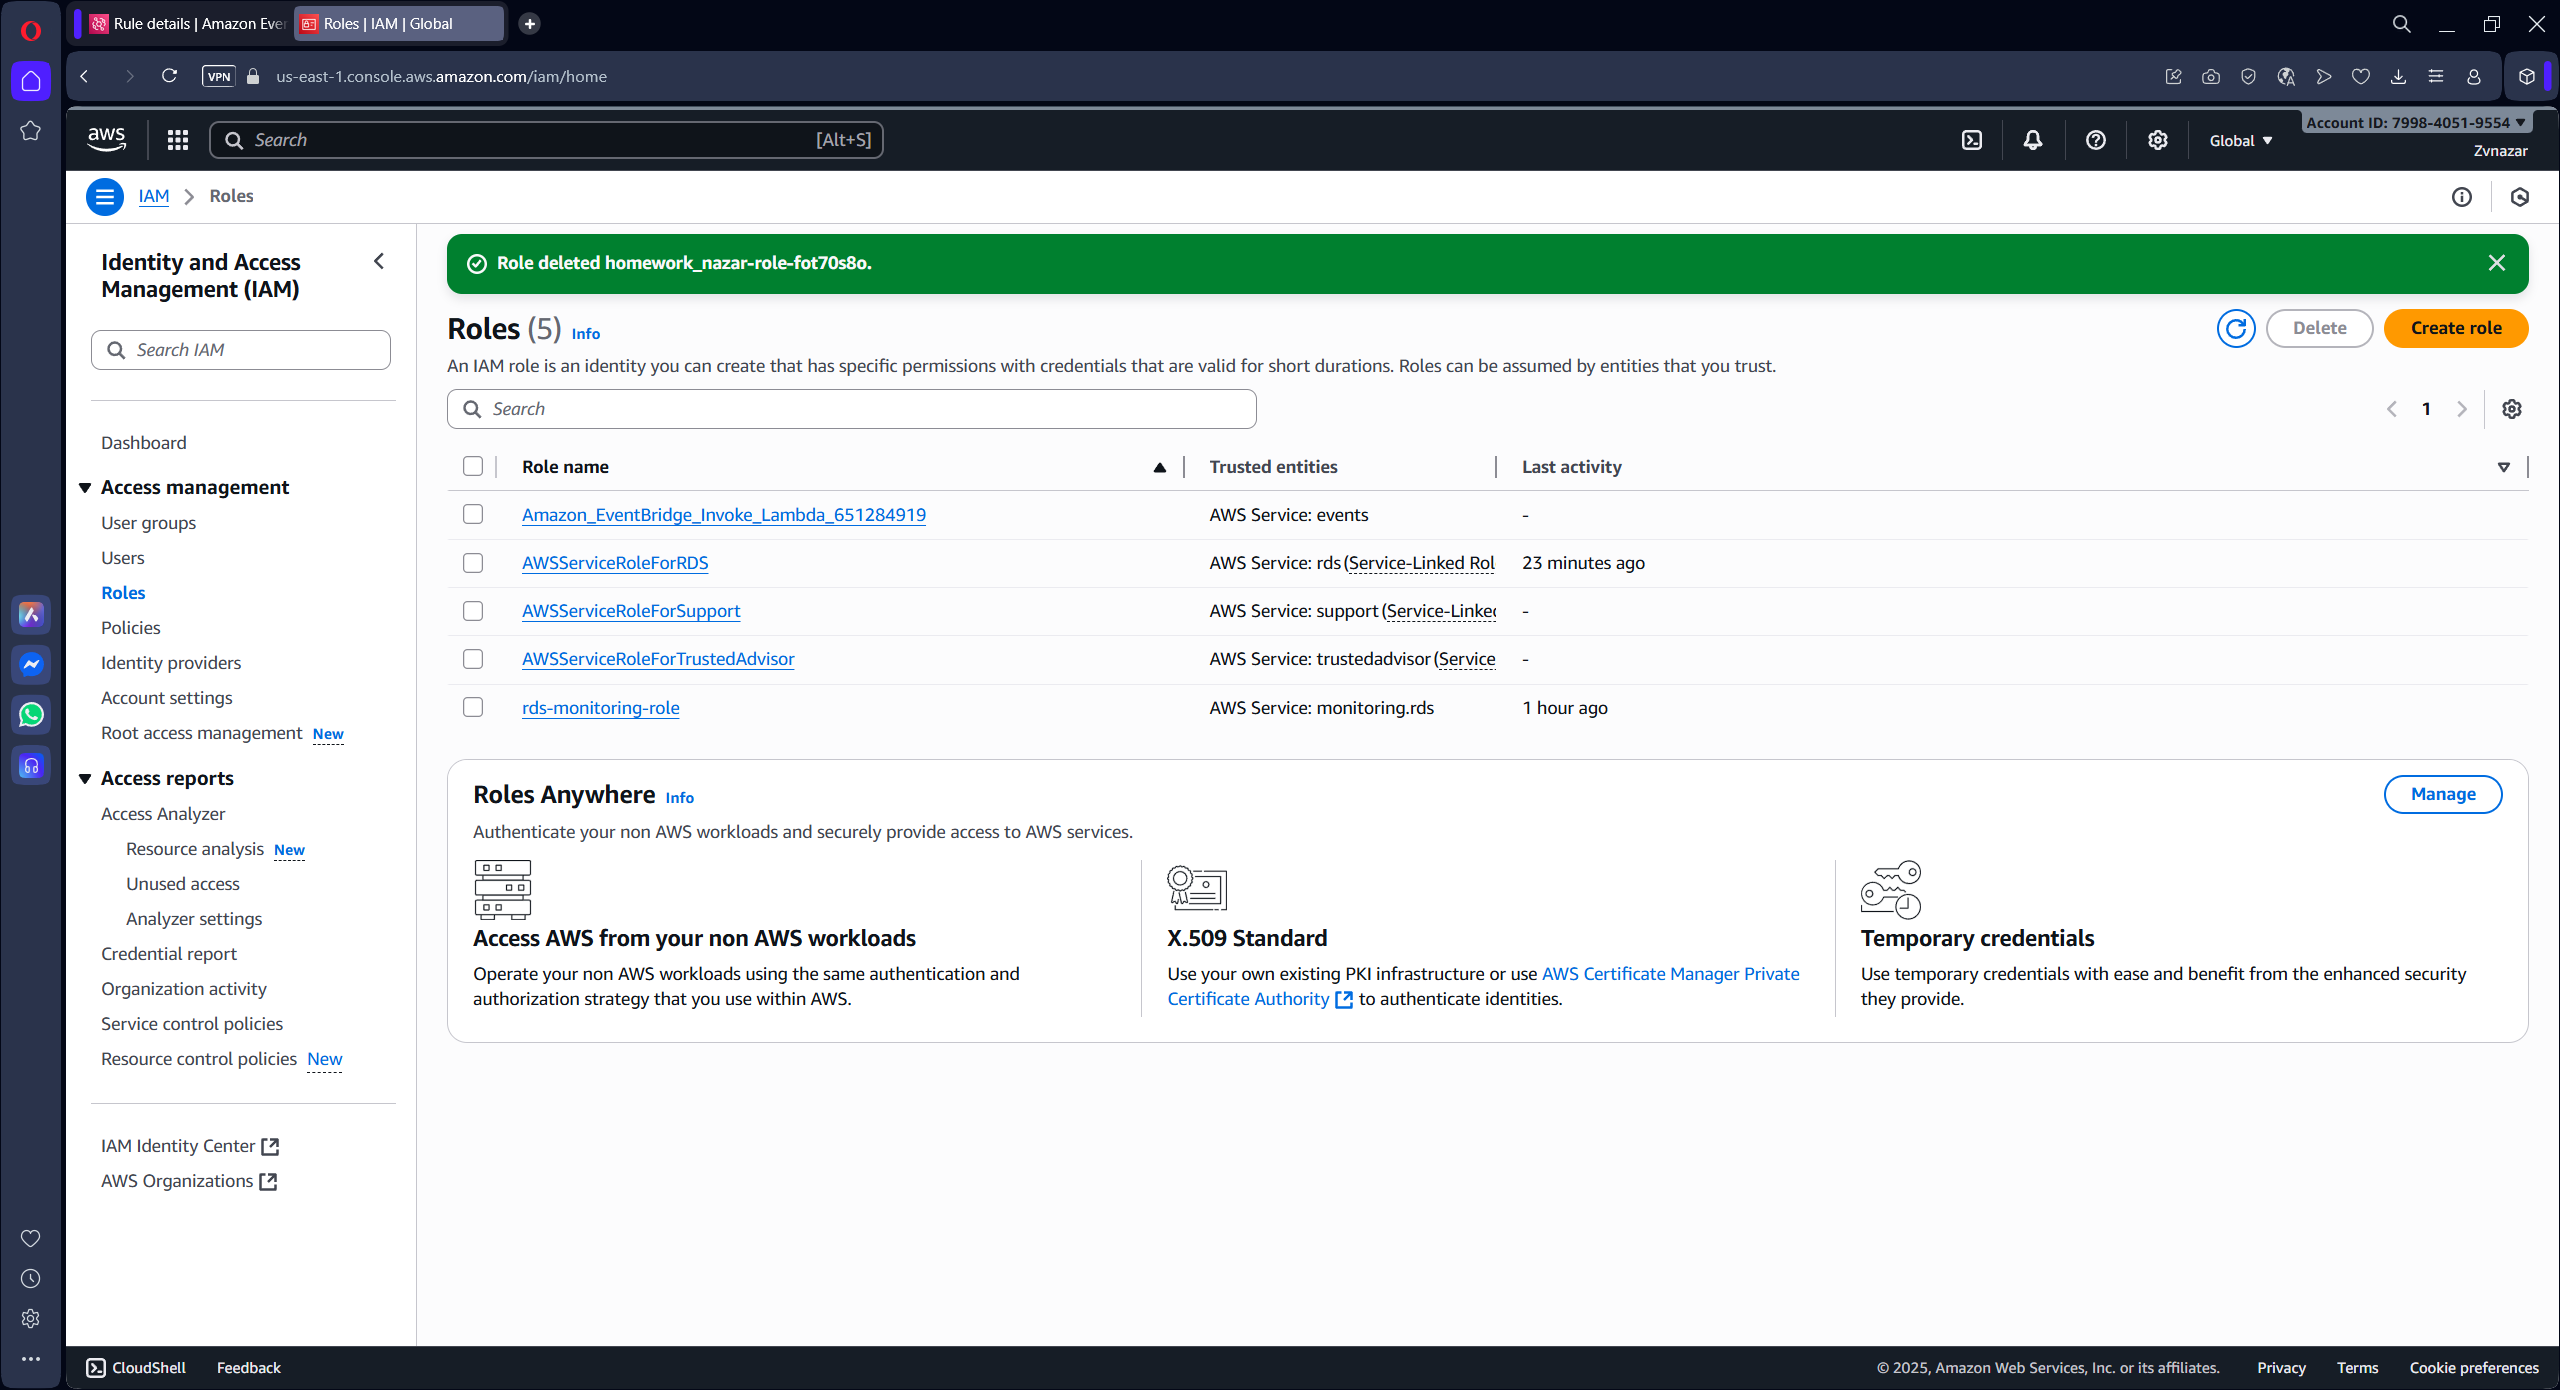 Rule details | Amazon Eve
Roles | IAM | Global
VPN
us-east-1.console.aws.amazon.com/iam/home
aws
Search
[Alt+S]
Global
Account ID: 7998-4051-9554
Zvnazar
IAM
Roles
Identity and Access
Management (IAM)
Search IAM
Dashboard
Access management
User groups
Users
Roles
Policies
Identity providers
Account settings
Root access management New
Access reports
Access Analyzer
Resource analysis New
Unused access
Analyzer settings
Credential report
Organization activity
Service control policies
Resource control policies New
IAM Identity Center
AWS Organizations
Role deleted homework_nazar-role-fot70s8o.
Roles (5) Info
Delete
Create role
An IAM role is an identity you can create that has specific permissions with credentials that are valid for short durations. Roles can be assumed by entities that you trust.
Search
1
Role name
Trusted entities
Last activity
Amazon_EventBridge_Invoke_Lambda_651284919
AWS Service: events
-
AWSServiceRoleForRDS
AWS Service: rds (Service-Linked Rol
23 minutes ago
AWSServiceRoleForSupport
AWS Service: support (Service-Linked
-
AWSServiceRoleForTrustedAdvisor
AWS Service: trustedadvisor (Service
-
rds-monitoring-role
AWS Service: monitoring.rds
1 hour ago
Roles Anywhere Info
Manage
Authenticate your non AWS workloads and securely provide access to AWS services.
Access AWS from your non AWS workloads
Operate your non AWS workloads using the same authentication and
authorization strategy that you use within AWS.
X.509 Standard
Use your own existing PKI infrastructure or use AWS Certificate Manager Private
Certificate Authority to authenticate identities.
Temporary credentials
Use temporary credentials with ease and benefit from the enhanced security
they provide.
CloudShell
Feedback
© 2025, Amazon Web Services, Inc. or its affiliates.
Privacy
Terms
Cookie preferences